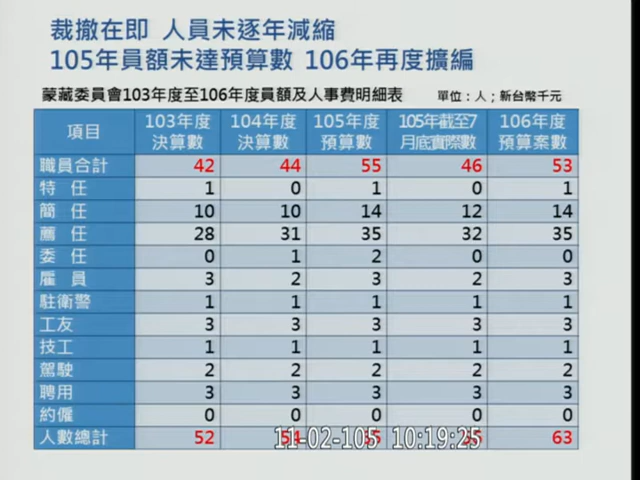 裁撤在即 人員未逐年減縮
105年員額未達預算數 106年再度擴編
蒙藏委員會103年度至106年度員額及人事費明細表 單位：人；新台幣千元
項目 103年度決算數 104年度決算數 105年度預算數 105年截至7月底實際數 106年度預算案數
職員合計 42 44 55 46 53
特 任 1 0 1 0 1
簡 任 10 10 14 12 14
薦 任 28 31 35 32 35
委 任 0 1 2 0 0
雇 員 3 2 3 2 3
駐衛警 1 1 1 1 1
工友 3 3 3 3 3
技工 1 1 1 1 1
駕駛 2 2 2 2 2
聘用 3 3 3 3 3
約僱 0 0 0 0 0
人數總計 52 54 63
11-02-105 10:19:25